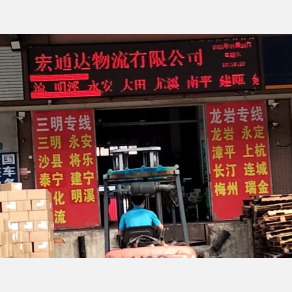 宏通达物流有限公司
明溪 永安 大田 尤溪 南平 建瓯
三明专线
三明 永安
沙县 将乐
泰宁 建宁
化 明溪
流
龙岩专线
龙岩 永定
漳平 上杭
长汀 连城
梅州 瑞金
国